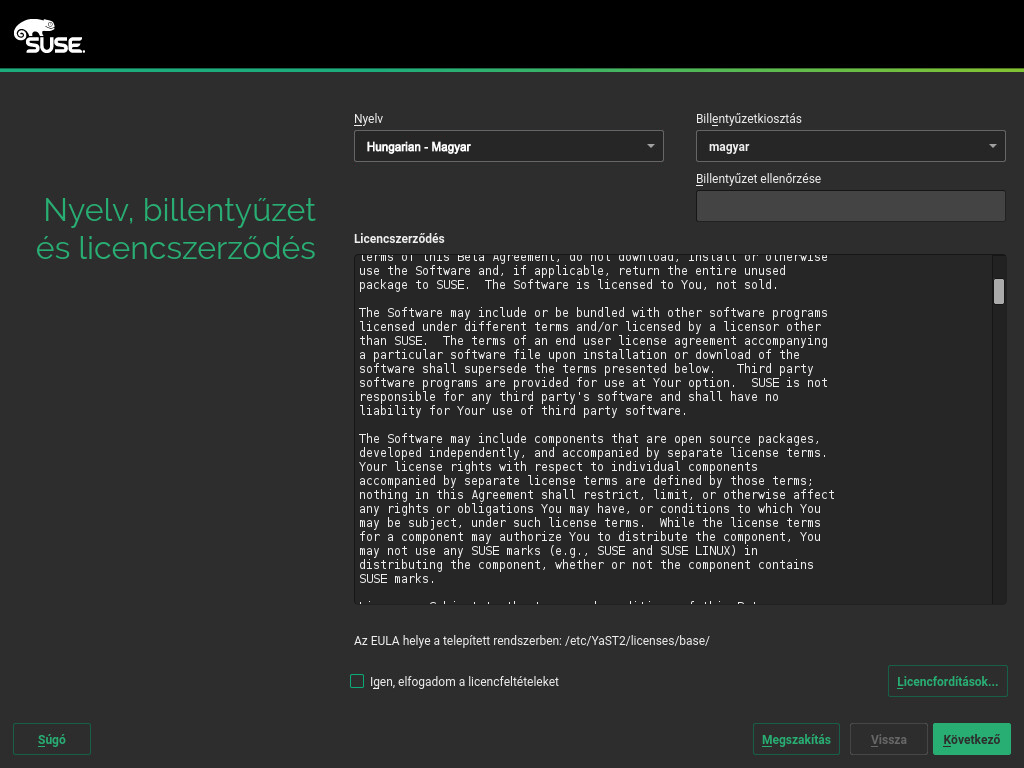 SUSE
Nyelv
Billentyűzetkiosztás
Hungarian - Magyar
magyar
Billentyűzet ellenőrzése
Nyelv, billentyűzet
és licencszerződés
Licencszerződés
terms of this Beta Agreement, do not download, install or otherwise
use the Software and, if applicable, return the entire unused
package to SUSE.  The Software is licensed to You, not sold.
The Software may include or be bundled with other software programs
licensed under different terms and/or licensed by a licensor other
than SUSE.  The terms of an end user license agreement accompanying
a particular software file upon installation or download of the
software shall supersede the terms presented below.   Third party
software programs are provided for use at Your option.  SUSE is not
responsible for any third party's software and shall have no
liability for Your use of third party software.
The Software may include components that are open source packages,
developed independently, and accompanied by separate license terms.
Your license rights with respect to individual components
accompanied by separate license terms are defined by those terms;
nothing in this Agreement shall restrict, limit, or otherwise affect
any rights or obligations You may have, or conditions to which You
may be subject, under such license terms.  While the license terms
for a component may authorize You to distribute the component, You
may not use any SUSE marks (e.g., SUSE and SUSE LINUX) in
distributing the component, whether or not the component contains
SUSE marks.
Az EULA helye a telepített rendszerben: /etc/YaST2/licenses/base/
Igen, elfogadom a licencfeltételeket
Licencfordítások...
Súgó
Megszakítás
Vissza
Következő